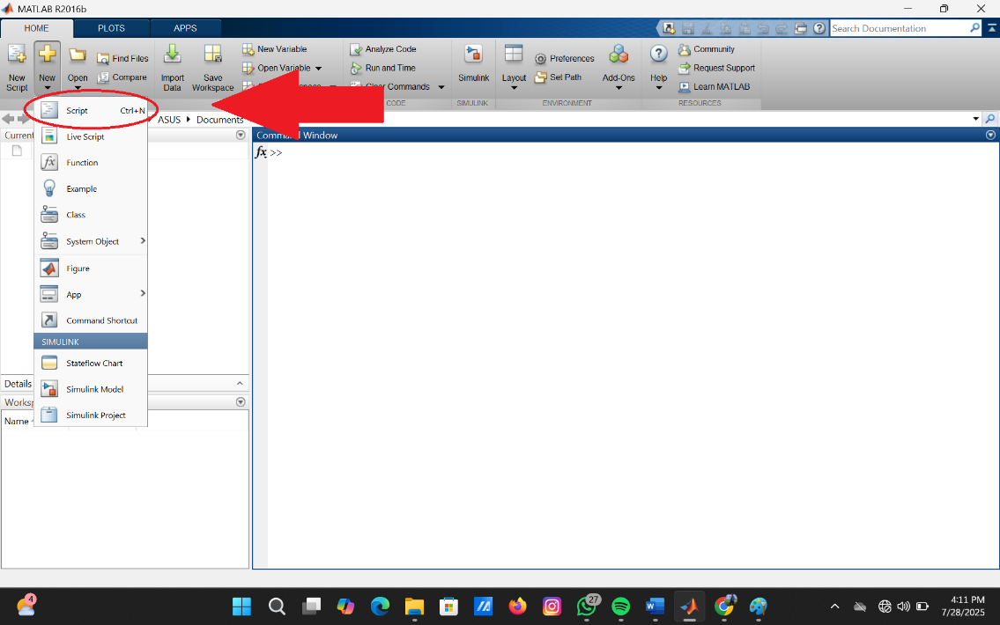 MATLAB R2016b
HOME PLOTS APPS
Search Documentation
New Script
New
Open
Find Files
Compare
Import Data
Save Workspace
New Variable
Open Variable
Analyze Code
Run and Time
Clear Commands
Simulink
Layout
Preferences
Set Path
Add-Ons
Help
Community
Request Support
Learn MATLAB
CODE SIMULINK ENVIRONMENT RESOURCES
ASUS Documents
Script Ctrl+N
Live Script
Function
Example
Class
System Object
Figure
App
Command Shortcut
SIMULINK
Stateflow Chart
Simulink Model
Simulink Project
Current
Details
Worksp
Name
Command Window
fx >>
4
27
4:11 PM
7/28/2025